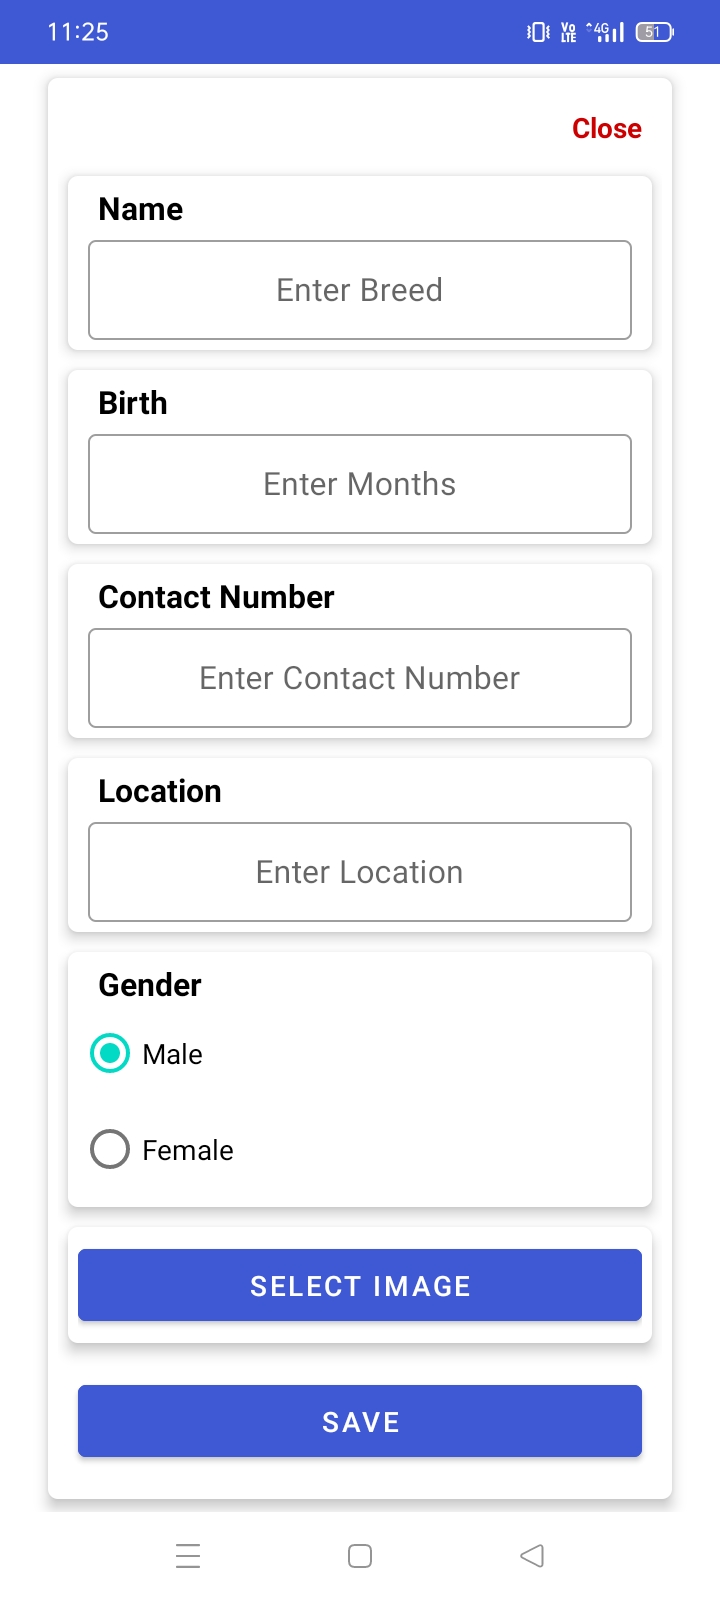 11:25
Vo LTE 4G 51
Close
Name
Enter Breed
Birth
Enter Months
Contact Number
Enter Contact Number
Location
Enter Location
Gender
Male
Female
SELECT IMAGE
SAVE